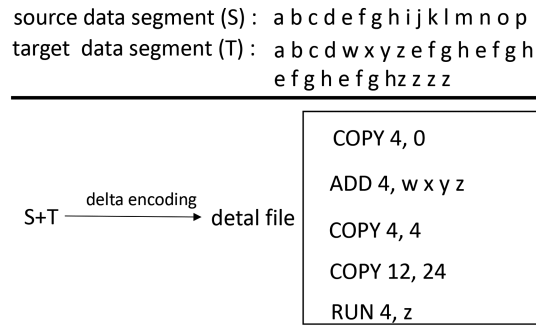 source data segment (S) : a b c d e f g h i j k l m n o p
target data segment (T) : a b c d w x y z e f g h e f g h
e f g h e f g hz z z z
COPY 4, 0
ADD 4, w x y z
S+T delta encoding detal file
COPY 4, 4
COPY 12, 24
RUN 4, z